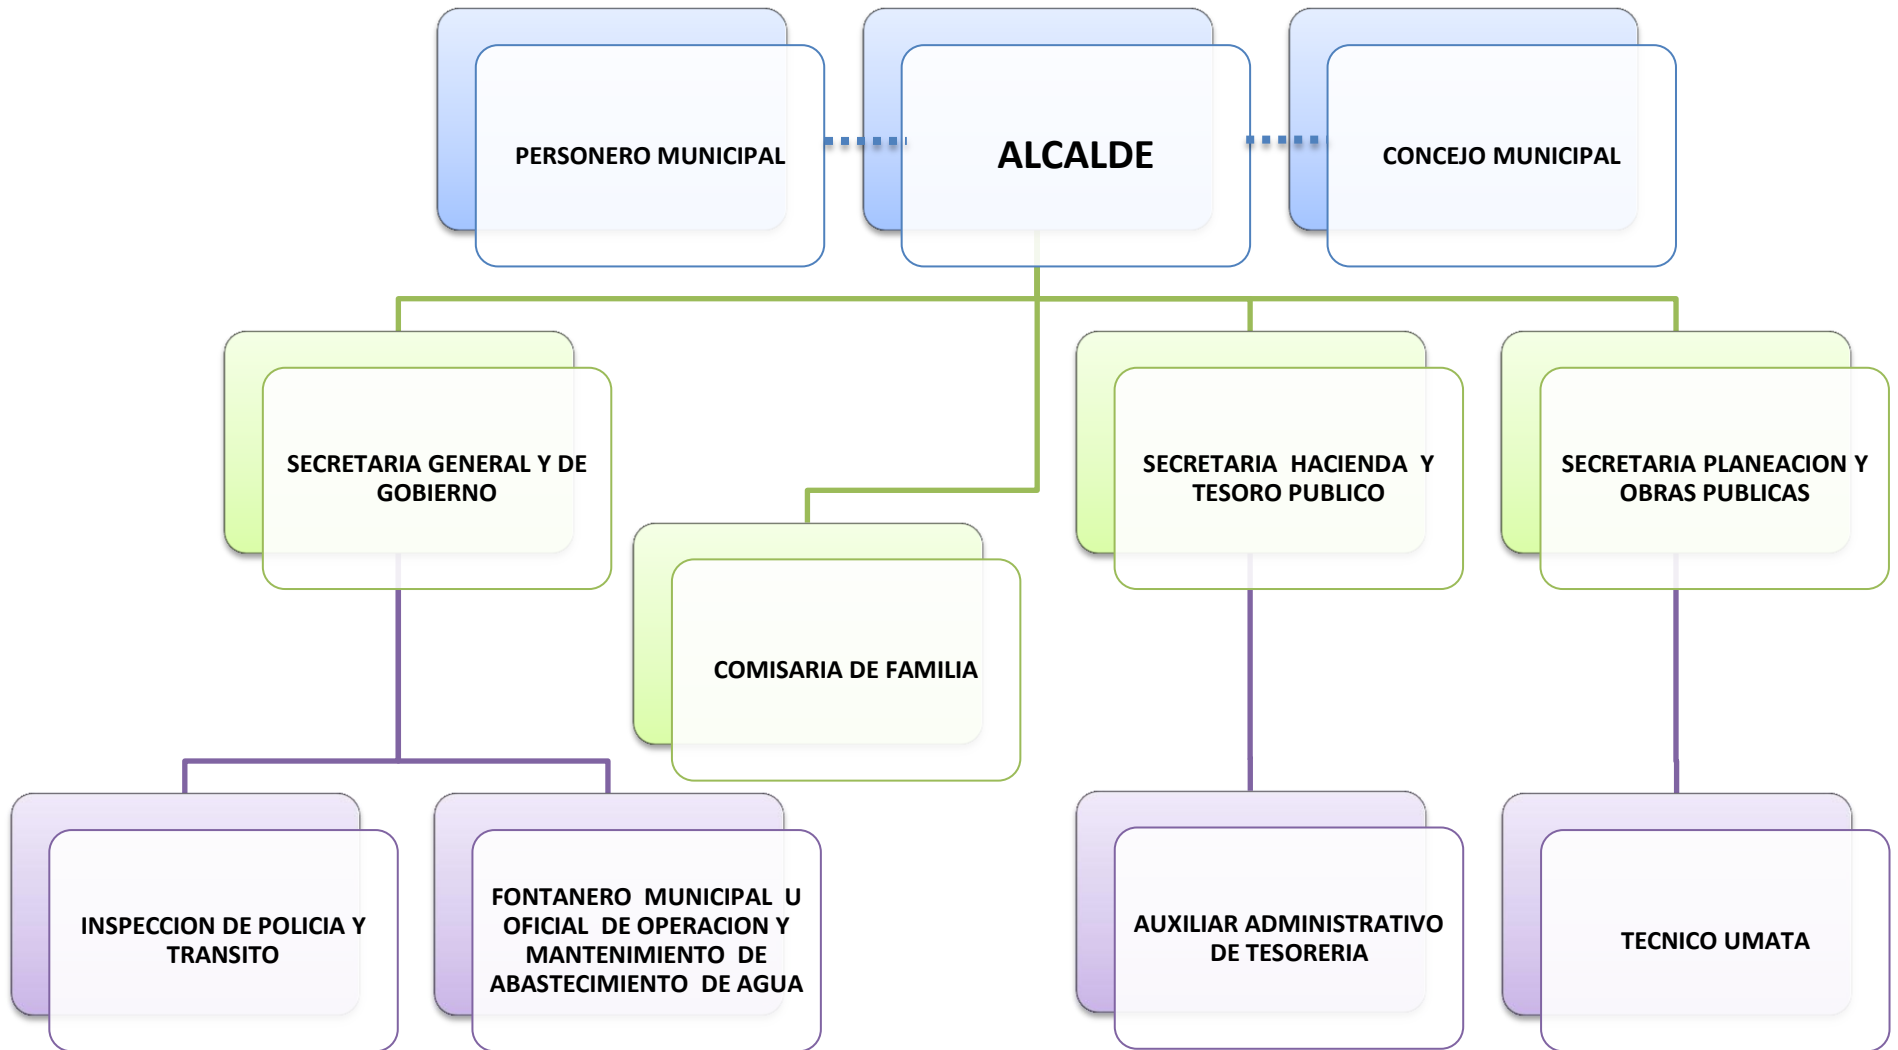 PERSONERO MUNICIPAL
ALCALDE
CONCEJO MUNICIPAL
SECRETARIA GENERAL Y DE
GOBIERNO
SECRETARIA HACIENDA Y
TESORO PUBLICO
SECRETARIA PLANEACION Y
OBRAS PUBLICAS
COMISARIA DE FAMILIA
INSPECCION DE POLICIA Y
TRANSITO
FONTANERO MUNICIPAL U
OFICIAL DE OPERACION Y
MANTENIMIENTO DE
ABASTECIMIENTO DE AGUA
AUXILIAR ADMINISTRATIVO
DE TESORERIA
TECNICO UMATA